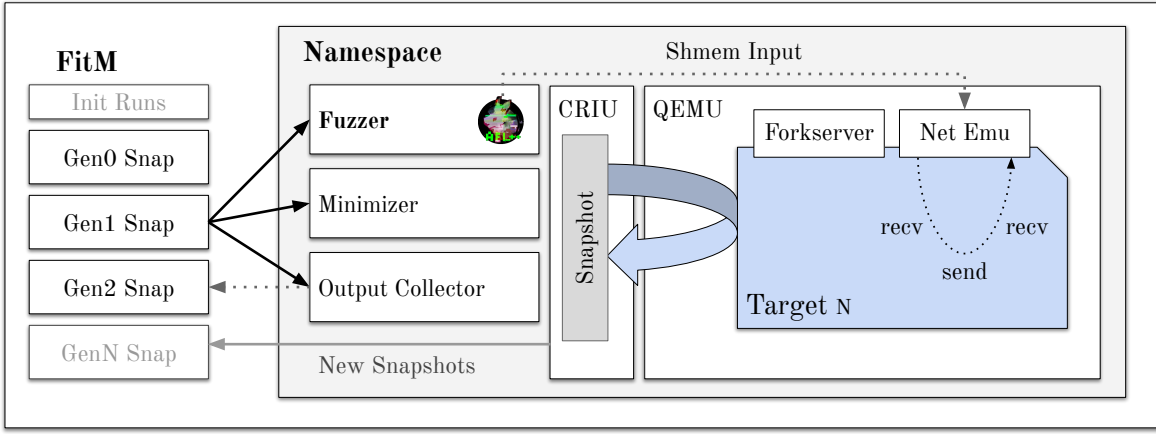 FitM
Init Runs
Gen0 Snap
Gen1 Snap
Gen2 Snap
GenN Snap
Namespace
Shmem Input
Fuzzer
AFL++
Minimizer
Output Collector
New Snapshots
CRIU
Snapshot
QEMU
Forkserver
Net Emu
recv
recv
send
Target N